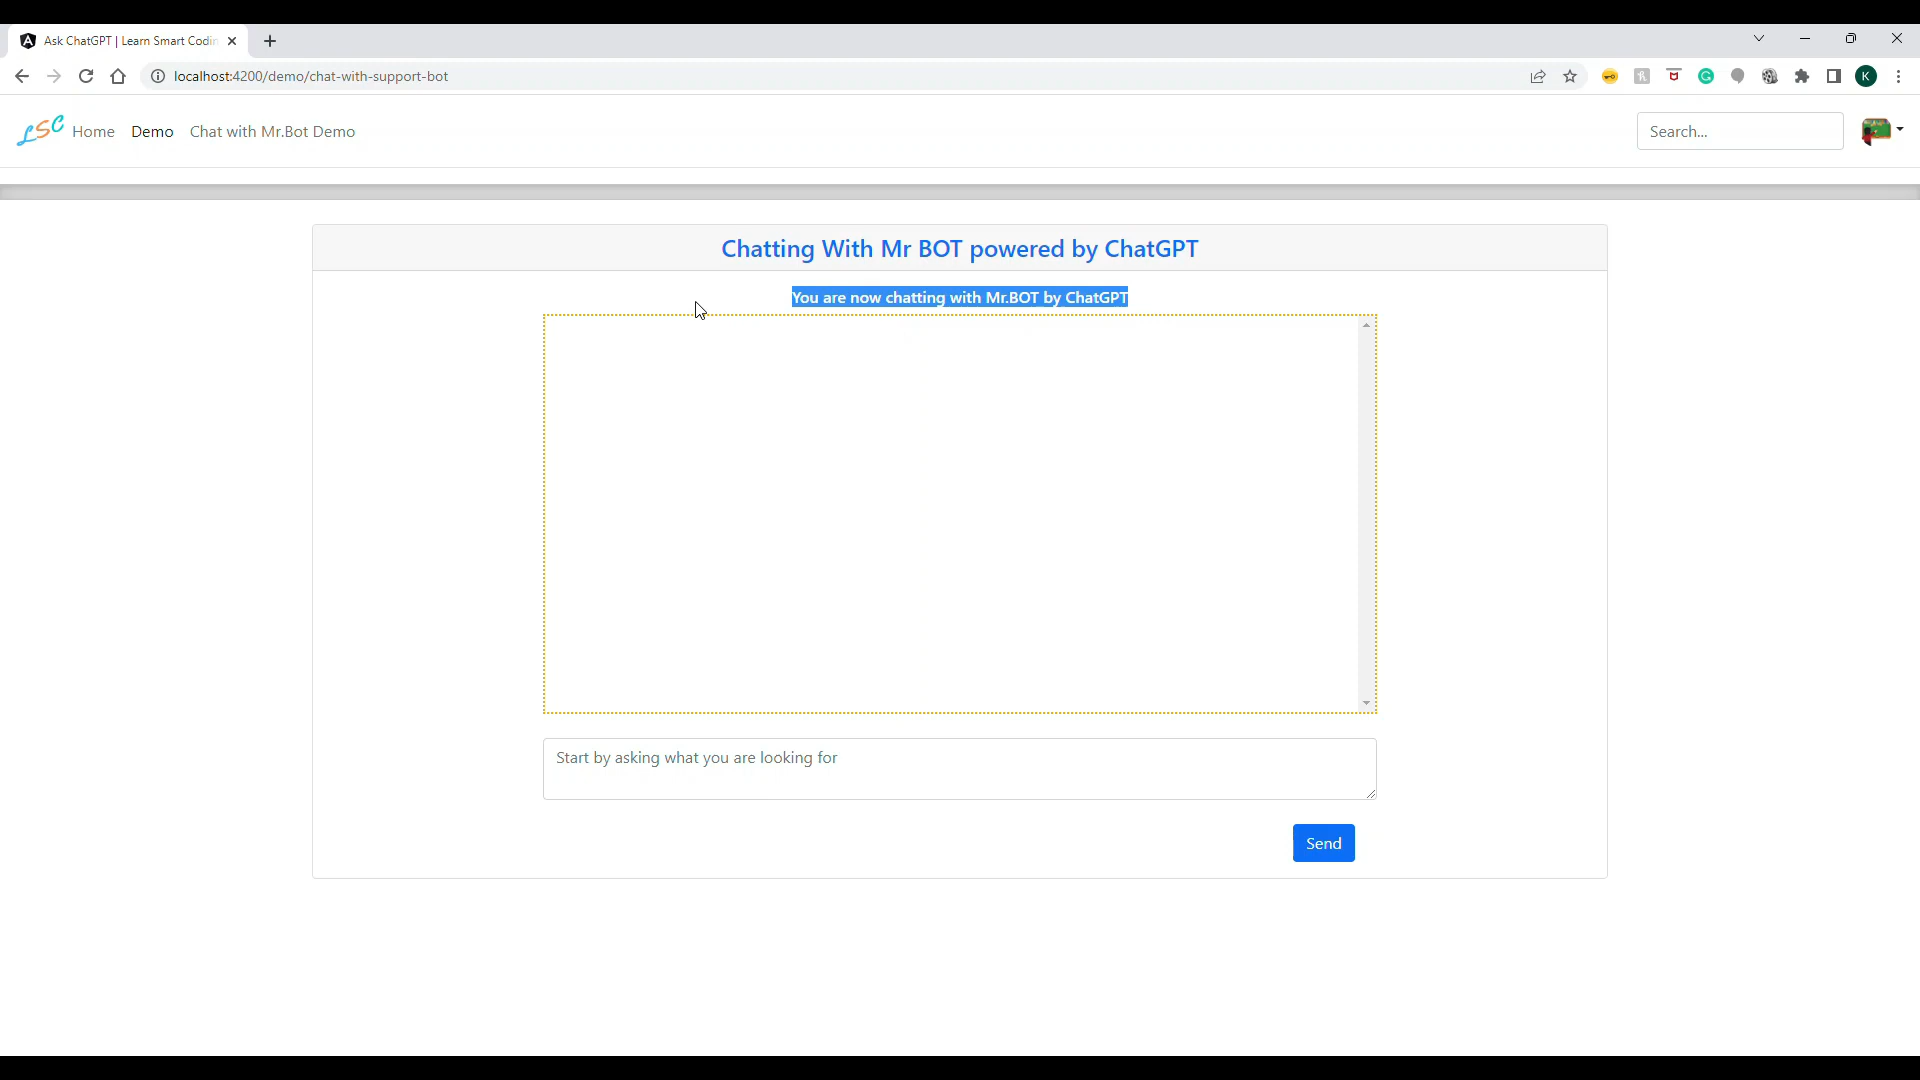 Ask ChatGPT | Learn Smart Codin
localhost:4200/demo/chat-with-support-bot
K
LSC Home Demo Chat with Mr.Bot Demo
Search...
Chatting With Mr BOT powered by ChatGPT
You are now chatting with Mr.BOT by ChatGPT
Start by asking what you are looking for
Send